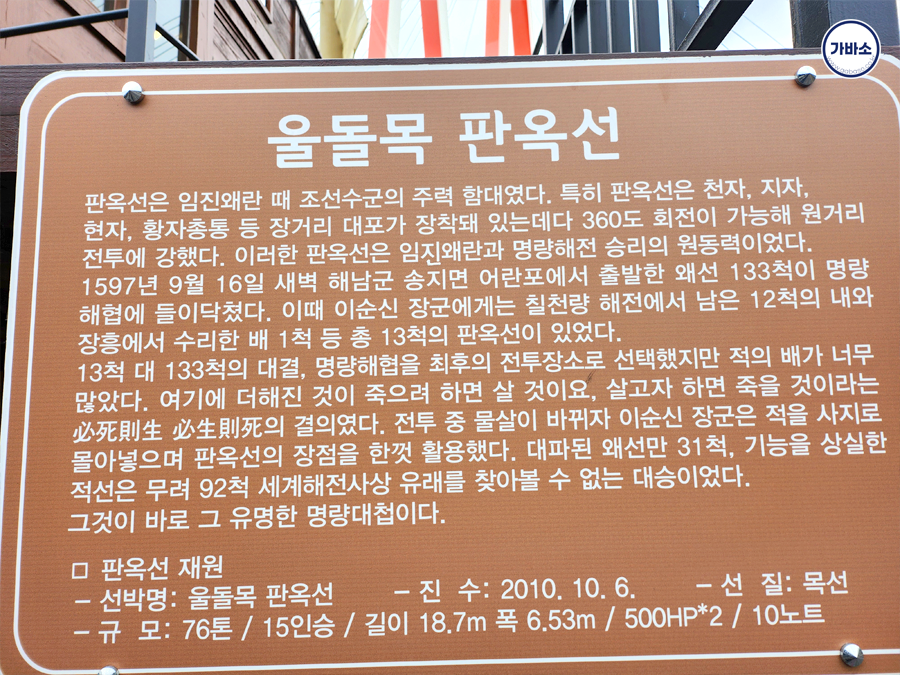 가바소
울돌목 판옥선
판옥선은 임진왜란 때 조선수군의 주력 함대였다. 특히 판옥선은 천자, 지자,
현자, 황자총통 등 장거리 대포가 장착돼 있는데다 360도 회전이 가능해 원거리
전투에 강했다. 이러한 판옥선은 임진왜란과 명량해전 승리의 원동력이었다.
1597년 9월 16일 새벽 해남군 송지면 어란포에서 출발한 왜선 133척이 명량
해협에 들이닥쳤다. 이때 이순신 장군에게는 칠천량 해전에서 남은 12척의 내와
장흥에서 수리한 배 1척 등 총 13척의 판옥선이 있었다.
13척 대 133척의 대결, 명량해협을 최후의 전투장소로 선택했지만 적의 배가 너무
많았다. 여기에 더해진 것이 죽으려 하면 살 것이요, 살고자 하면 죽을 것이라는
必死則生 必生則死의 결의였다. 전투 중 물살이 바뀌자 이순신 장군은 적을 사지로
몰아넣으며 판옥선의 장점을 한껏 활용했다. 대파된 왜선만 31척, 기능을 상실한
적선은 무려 92척 세계해전사상 유래를 찾아볼 수 없는 대승이었다.
그것이 바로 그 유명한 명량대첩이다.
□ 판옥선 재원
- 선박명: 울돌목 판옥선 - 진 수: 2010. 10. 6. - 선 질: 목선
- 규 모: 76톤 / 15인승 / 길이 18.7m 폭 6.53m / 500HP*2 / 10노트